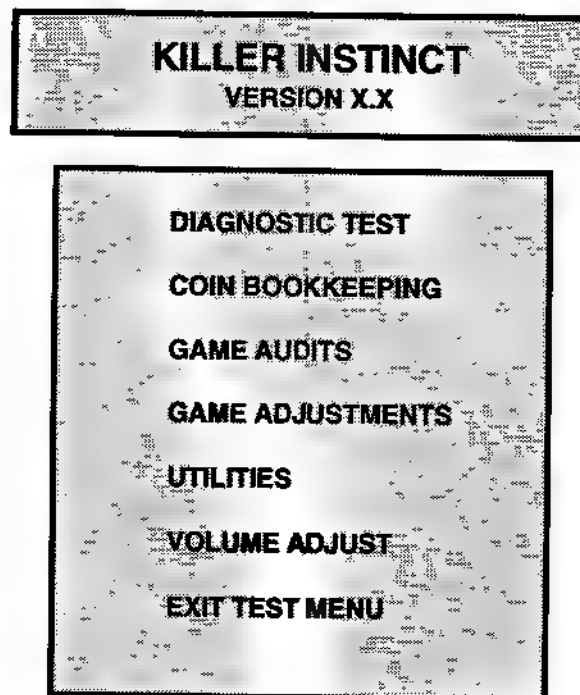 KILLER INSTINCT
VERSION X.X
DIAGNOSTIC TEST
COIN BOOKKEEPING
GAME AUDITS
GAME ADJUSTMENTS
UTILITIES
VOLUME ADJUST
EXIT TEST MENU